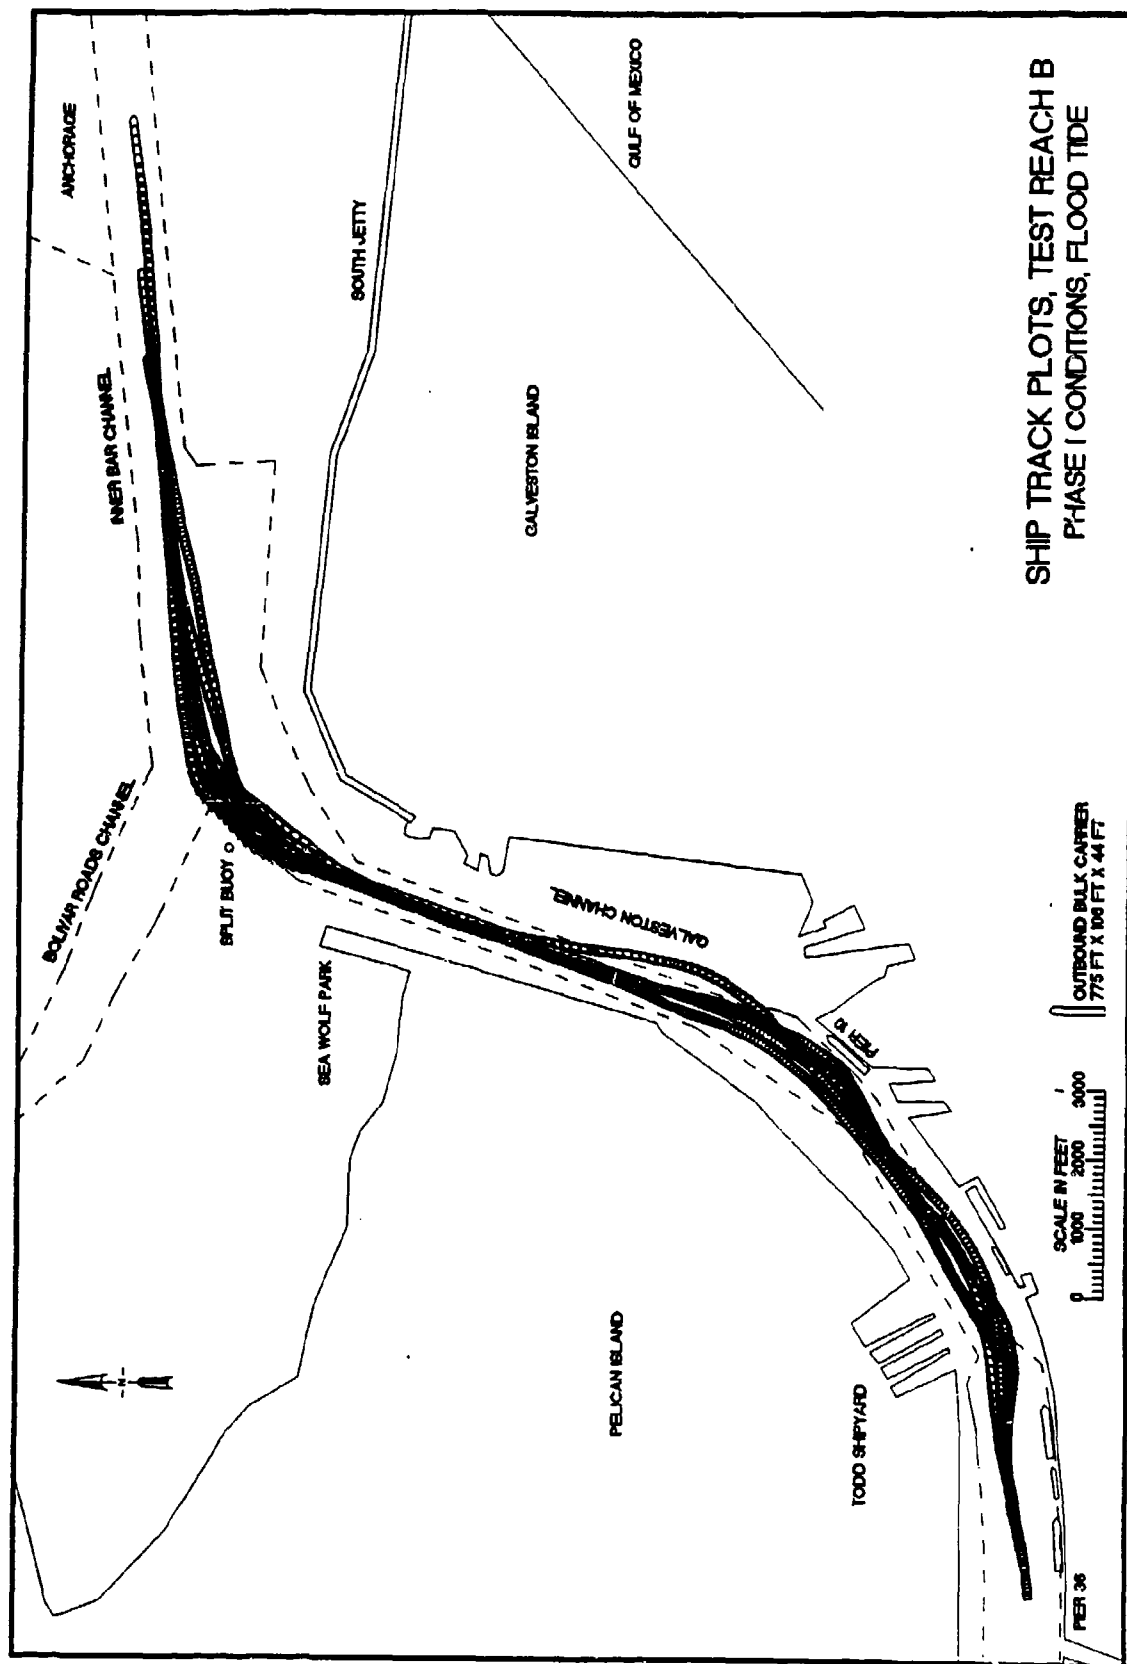 ANCHORAGE
INNER BAR CHANNEL
BOLIVAR ROADS CHANNEL
SPLIT BUOY
SEA WOLF PARK
SOUTH JETTY
GULF OF MEXICO
GALVESTON ISLAND
GALVESTON CHANNEL
PIER 10
PELICAN ISLAND
TODD SHIPYARD
PIER 36
N
SCALE IN FEET
0 1000 2000 3000
OUTBOUND BULK CARRIER
775 FT X 106 FT X 44 FT
SHIP TRACK PLOTS, TEST REACH B
PHASE I CONDITIONS, FLOOD TIDE